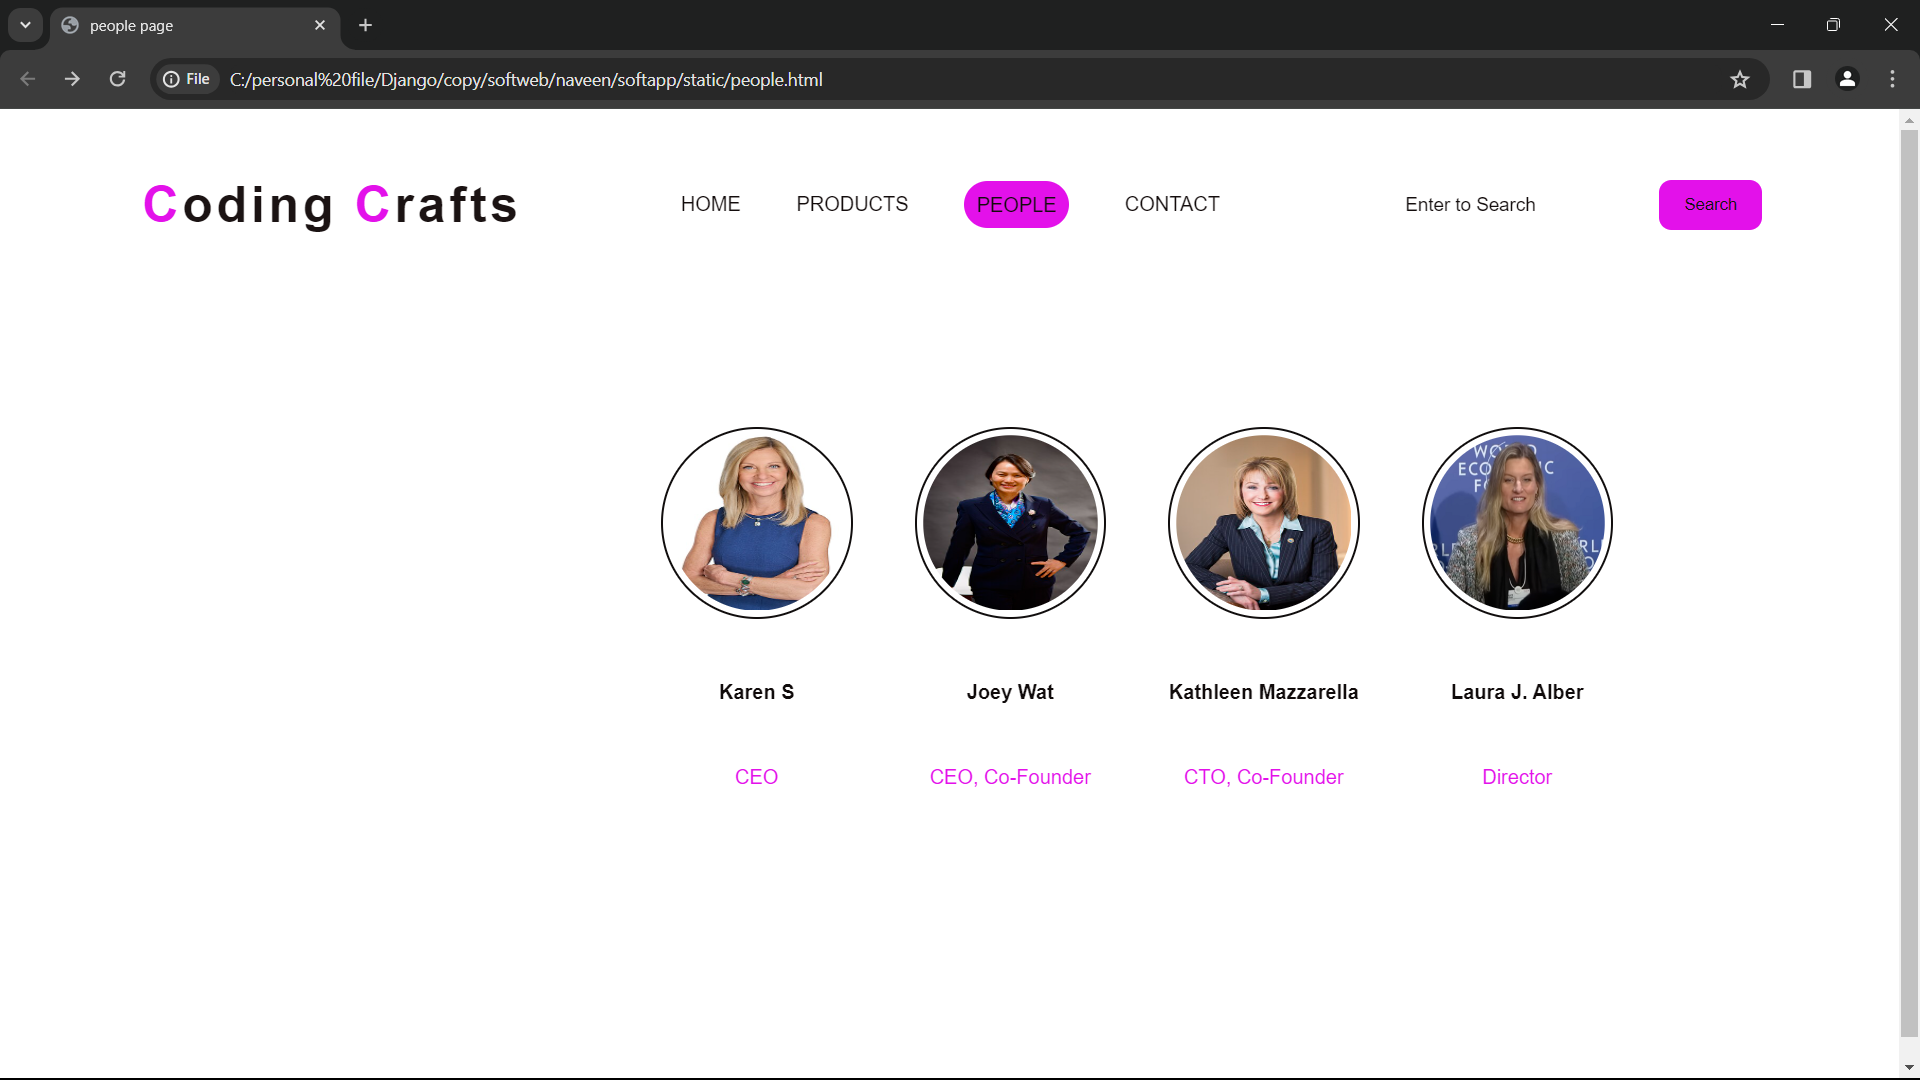 people page
File C:/personal%20file/Django/copy/softweb/naveen/softapp/static/people.html
Coding Crafts HOME PRODUCTS PEOPLE CONTACT Enter to Search Search
WORLD
ECONOMIC
Karen S Joey Wat Kathleen Mazzarella Laura J. Alber
CEO CEO, Co-Founder CTO, Co-Founder Director